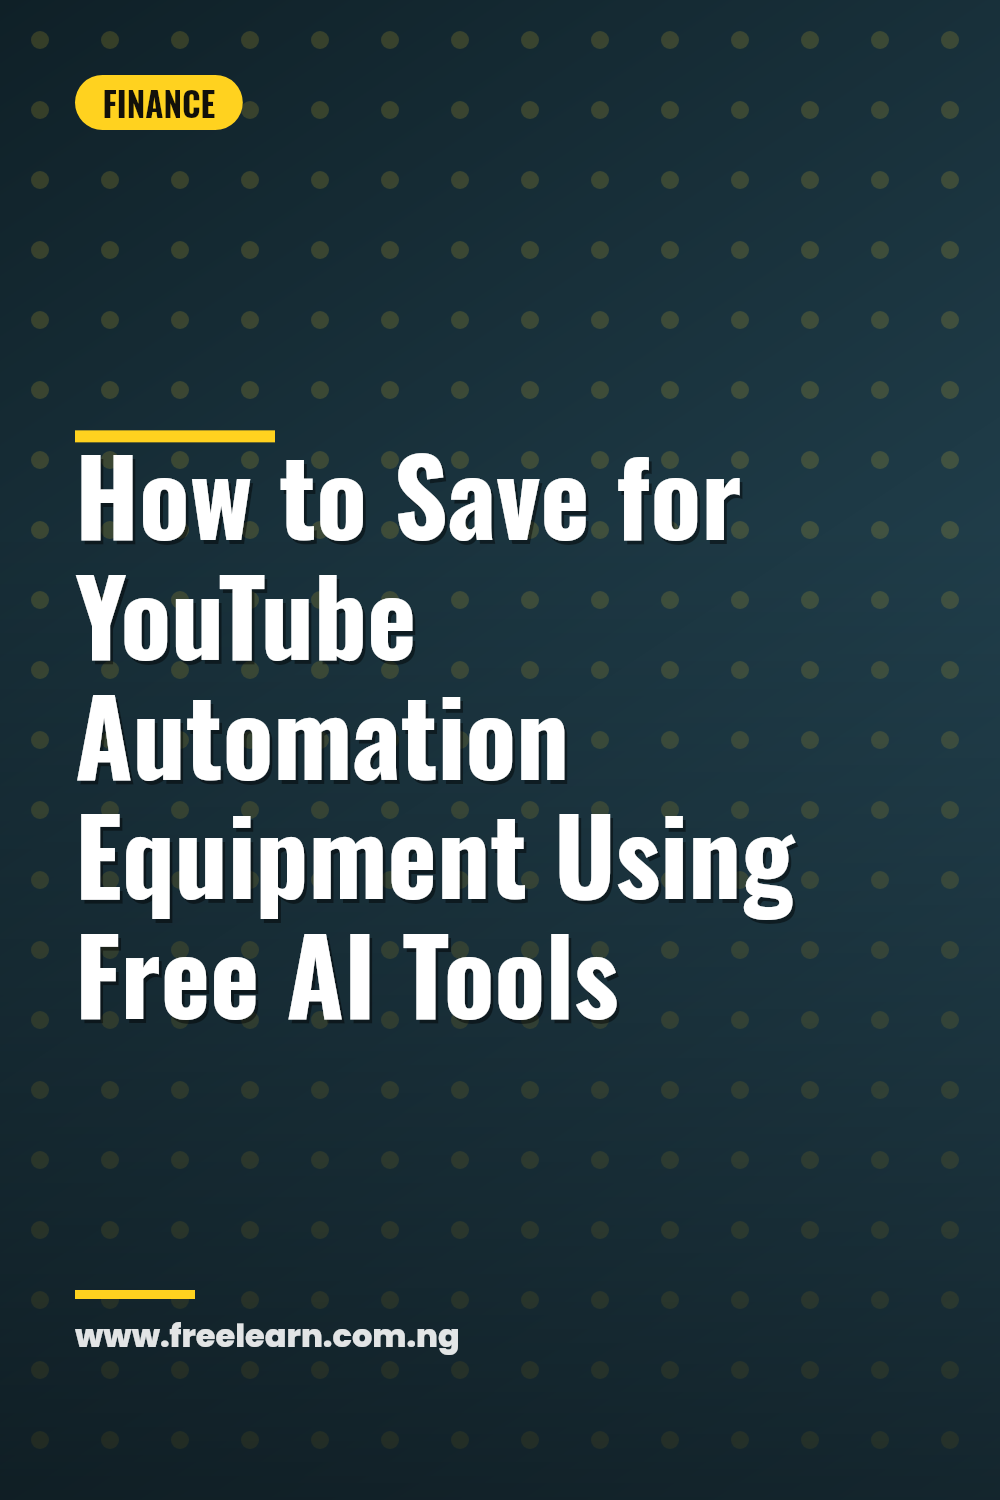 FINANCE
How to Save for
YouTube
Automation
Equipment Using
Free AI Tools
www.freelearn.com.ng